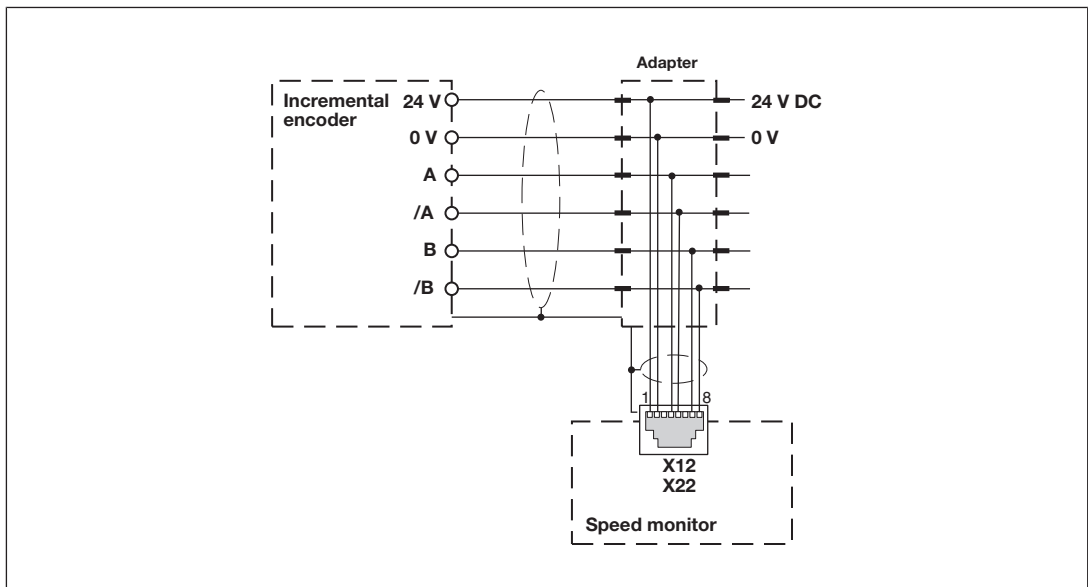 Adapter
Incremental
encoder
24 V
24 V DC
0 V
0 V
A
/A
B
/B
1
8
X12
X22
Speed monitor